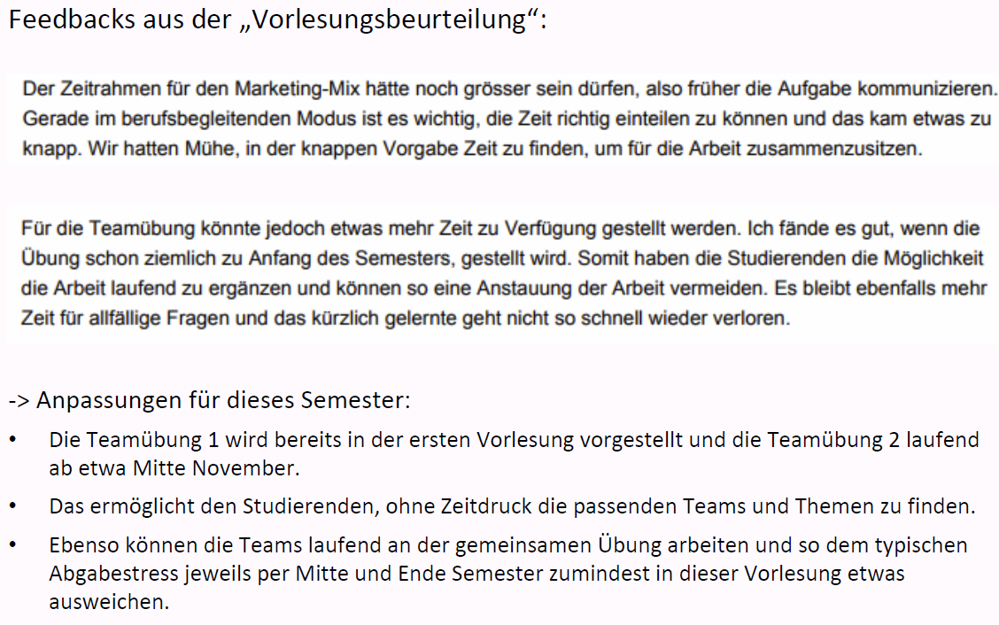 Feedbacks aus der „Vorlesungsbeurteilung“:
Der Zeitrahmen für den Marketing-Mix hätte noch grösser sein dürfen, also früher die Aufgabe kommunizieren.
Gerade im berufsbegleitenden Modus ist es wichtig, die Zeit richtig einteilen zu können und das kam etwas zu
knapp. Wir hatten Mühe, in der knappen Vorgabe Zeit zu finden, um für die Arbeit zusammenzusitzen.
Für die Teamübung könnte jedoch etwas mehr Zeit zu Verfügung gestellt werden. Ich fände es gut, wenn die
Übung schon ziemlich zu Anfang des Semesters, gestellt wird. Somit haben die Studierenden die Möglichkeit
die Arbeit laufend zu ergänzen und können so eine Anstauung der Arbeit vermeiden. Es bleibt ebenfalls mehr
Zeit für allfällige Fragen und das kürzlich gelernte geht nicht so schnell wieder verloren.
-> Anpassungen für dieses Semester:
• Die Teamübung 1 wird bereits in der ersten Vorlesung vorgestellt und die Teamübung 2 laufend
ab etwa Mitte November.
• Das ermöglicht den Studierenden, ohne Zeitdruck die passenden Teams und Themen zu finden.
• Ebenso können die Teams laufend an der gemeinsamen Übung arbeiten und so dem typischen
Abgabestress jeweils per Mitte und Ende Semester zumindest in dieser Vorlesung etwas
ausweichen.